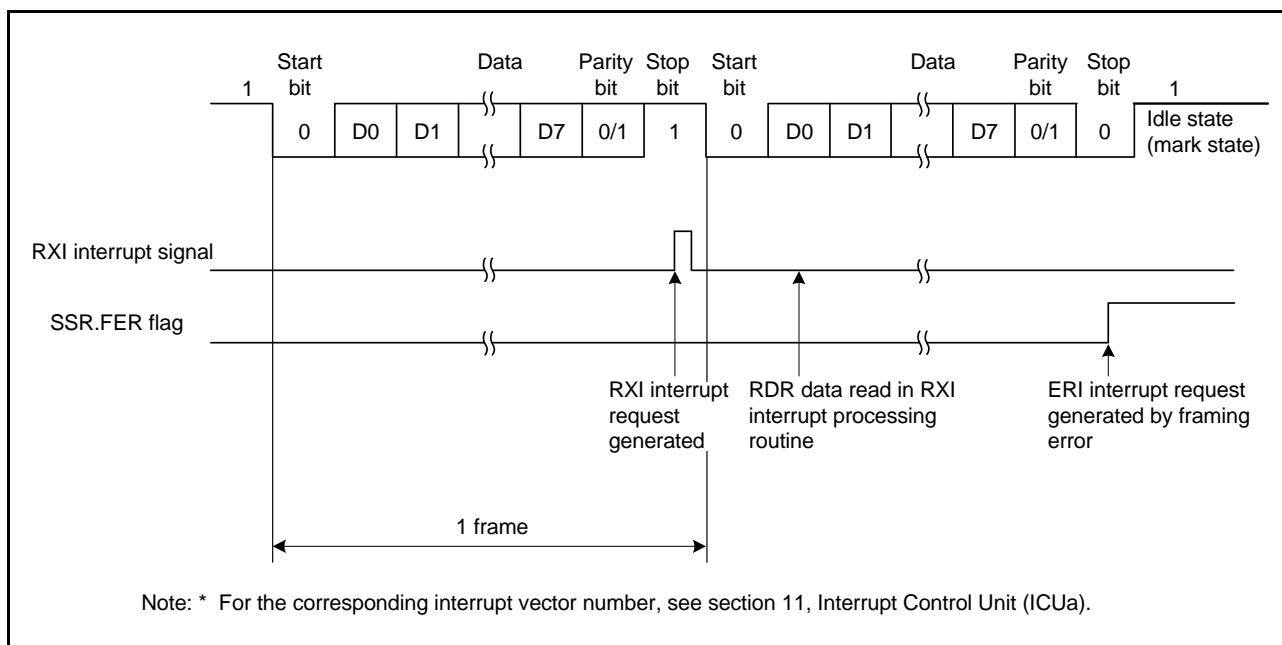 Start bit
Data
Parity bit
Stop bit
Start bit
Data
Parity bit
Stop bit
1
0
D0
D1
D7
0/1
1
0
D0
D1
D7
0/1
0
1
Idle state
(mark state)
RXI interrupt signal
SSR.FER flag
RXI interrupt
request
generated
RDR data read in RXI
interrupt processing
routine
ERI interrupt request
generated by framing
error
1 frame
Note: * For the corresponding interrupt vector number, see section 11, Interrupt Control Unit (ICUa).